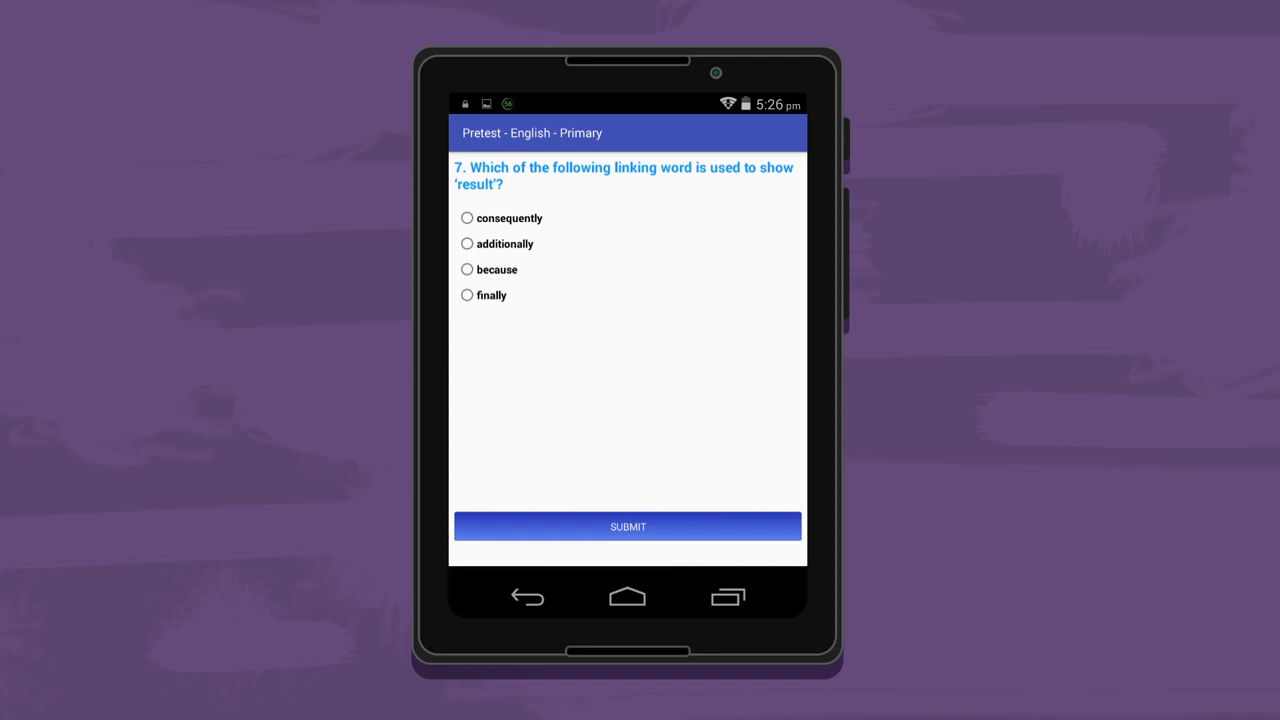 56
5:26 pm
Pretest - English - Primary
7. Which of the following linking word is used to show
‘result’?
consequently
additionally
because
finally
SUBMIT